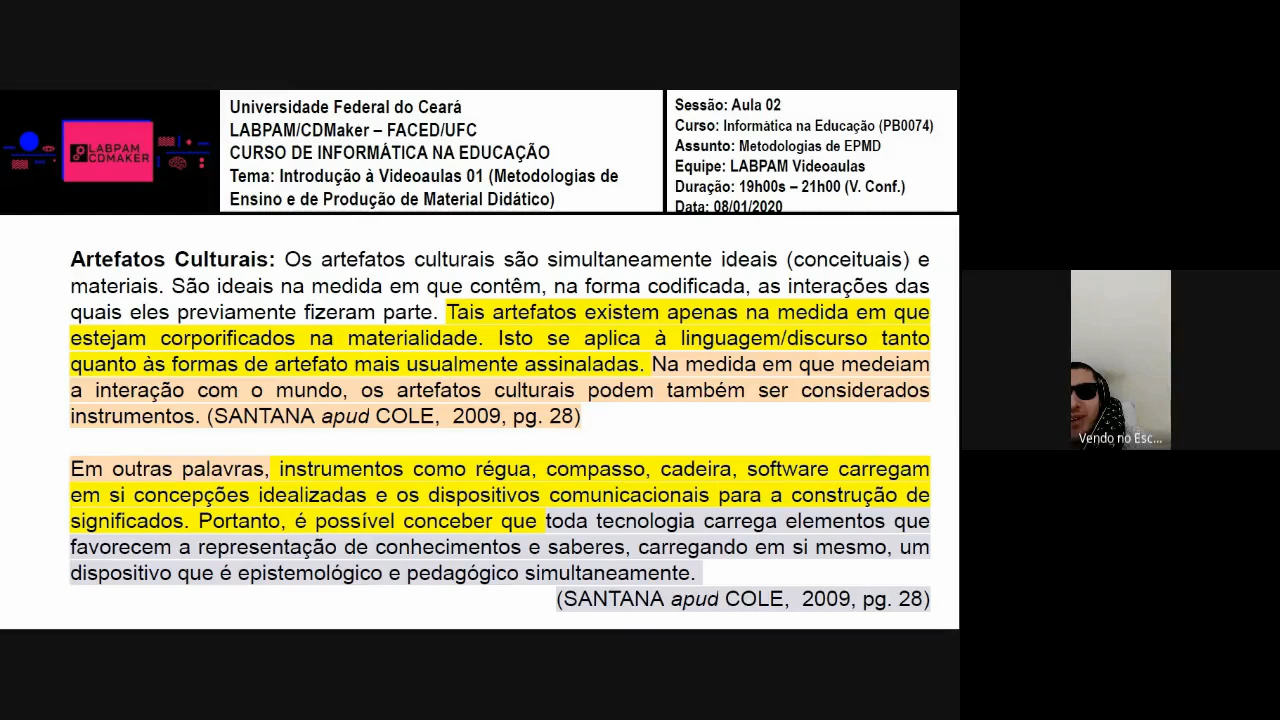 LABPAM
CDMAKER
Universidade Federal do Ceará
LABPAM/CDMaker – FACED/UFC
CURSO DE INFORMÁTICA NA EDUCAÇÃO
Tema: Introdução à Videoaulas 01 (Metodologias de
Ensino e de Produção de Material Didático)
Sessão: Aula 02
Curso: Informática na Educação (PB0074)
Assunto: Metodologias de EPMD
Equipe: LABPAM Videoaulas
Duração: 19h00s – 21h00 (V. Conf.)
Data: 08/01/2020
Artefatos Culturais: Os artefatos culturais são simultaneamente ideais (conceituais) e
materiais. São ideais na medida em que contêm, na forma codificada, as interações das
quais eles previamente fizeram parte. Tais artefatos existem apenas na medida em que
estejam corporificados na materialidade. Isto se aplica à linguagem/discurso tanto
quanto às formas de artefato mais usualmente assinaladas. Na medida em que medeiam
a interação com o mundo, os artefatos culturais podem também ser considerados
instrumentos. (SANTANA apud COLE, 2009, pg. 28)
Em outras palavras, instrumentos como régua, compasso, cadeira, software carregam
em si concepções idealizadas e os dispositivos comunicacionais para a construção de
significados. Portanto, é possível conceber que toda tecnologia carrega elementos que
favorecem a representação de conhecimentos e saberes, carregando em si mesmo, um
dispositivo que é epistemológico e pedagógico simultaneamente.
(SANTANA apud COLE, 2009, pg. 28)
Vendo no Esc...